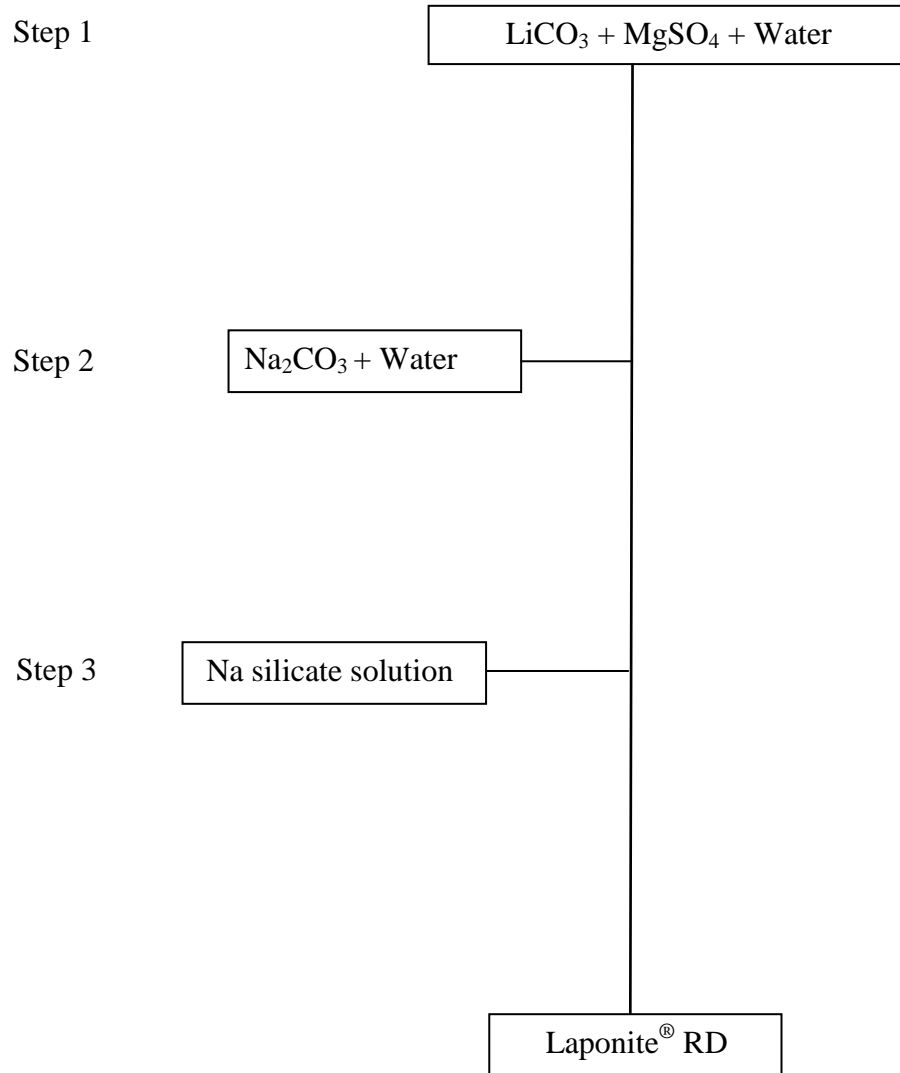 Step 1
LiCO₃ + MgSO₄ + Water
Step 2
Na₂CO₃ + Water
Step 3
Na silicate solution
Laponite® RD